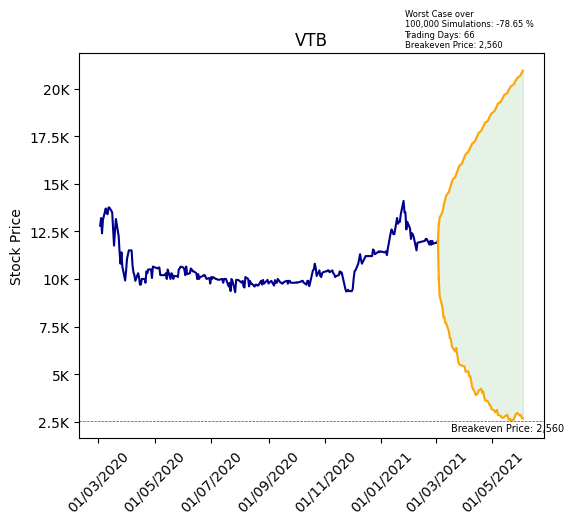 Worst Case over
100,000 Simulations: -78.65 %
Trading Days: 66
Breakeven Price: 2,560
VTB
Stock Price
20K
17.5K
15K
12.5K
10K
7.5K
5K
2.5K
Breakeven Price: 2,560
01/03/2020
01/05/2020
01/07/2020
01/09/2020
01/11/2020
01/01/2021
01/03/2021
01/05/2021